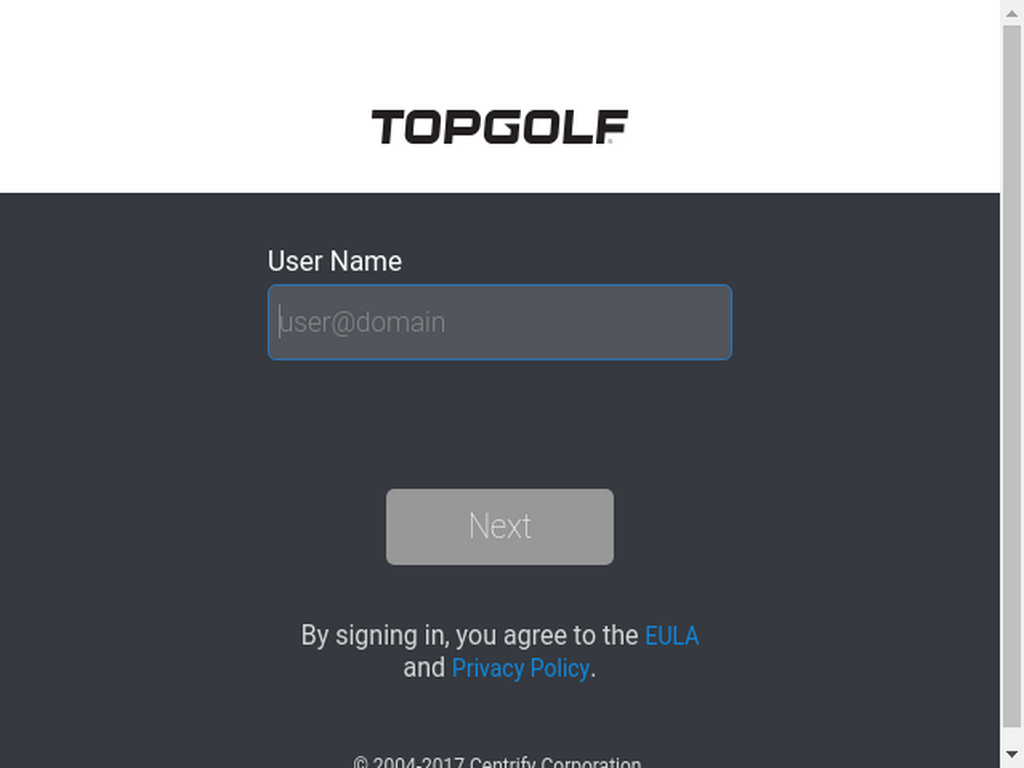 TOPGOLF
User Name
user@domain
Next
By signing in, you agree to the EULA
and Privacy Policy.
© 2004-2017 Centrify Corporation